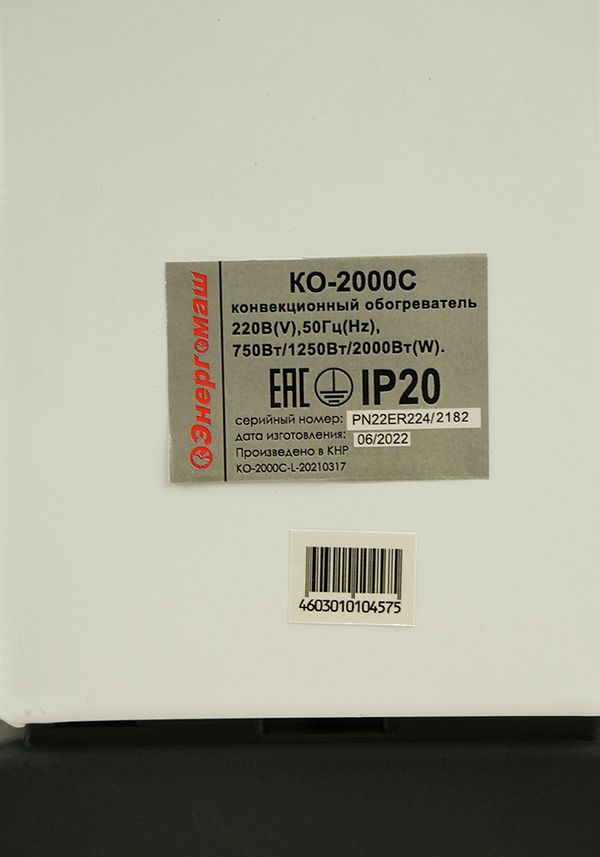 Энергомаш
КО-2000С
конвекционный обогреватель
220В(V),50Гц(Hz),
750Вт/1250Вт/2000Вт(W).
EAC IP20
серийный номер: PN22ER224/2182
дата изготовления: 06/2022
Произведено в КНР
КО-2000С-L-20210317
4603010104575